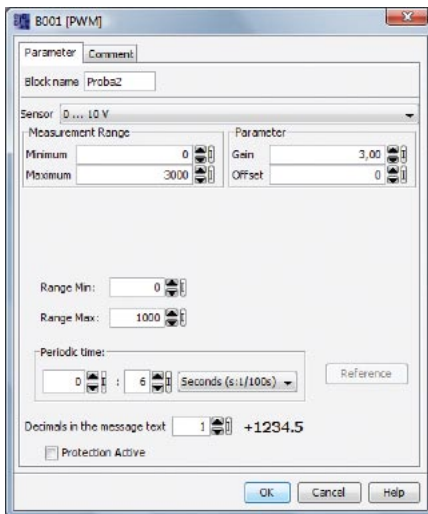 B001 [PWM]
Parameter Comment
Block name Proba2
Sensor 0 ... 10 V
Measurement Range
Minimum 0
Maximum 3000
Parameter
Gain 3,00
Offset 0
Range Min: 0
Range Max: 1000
Periodic time:
0 : 6 Seconds (s:1/100s)
Reference
Decimals in the message text 1 +1234.5
Protection Active
OK Cancel Help